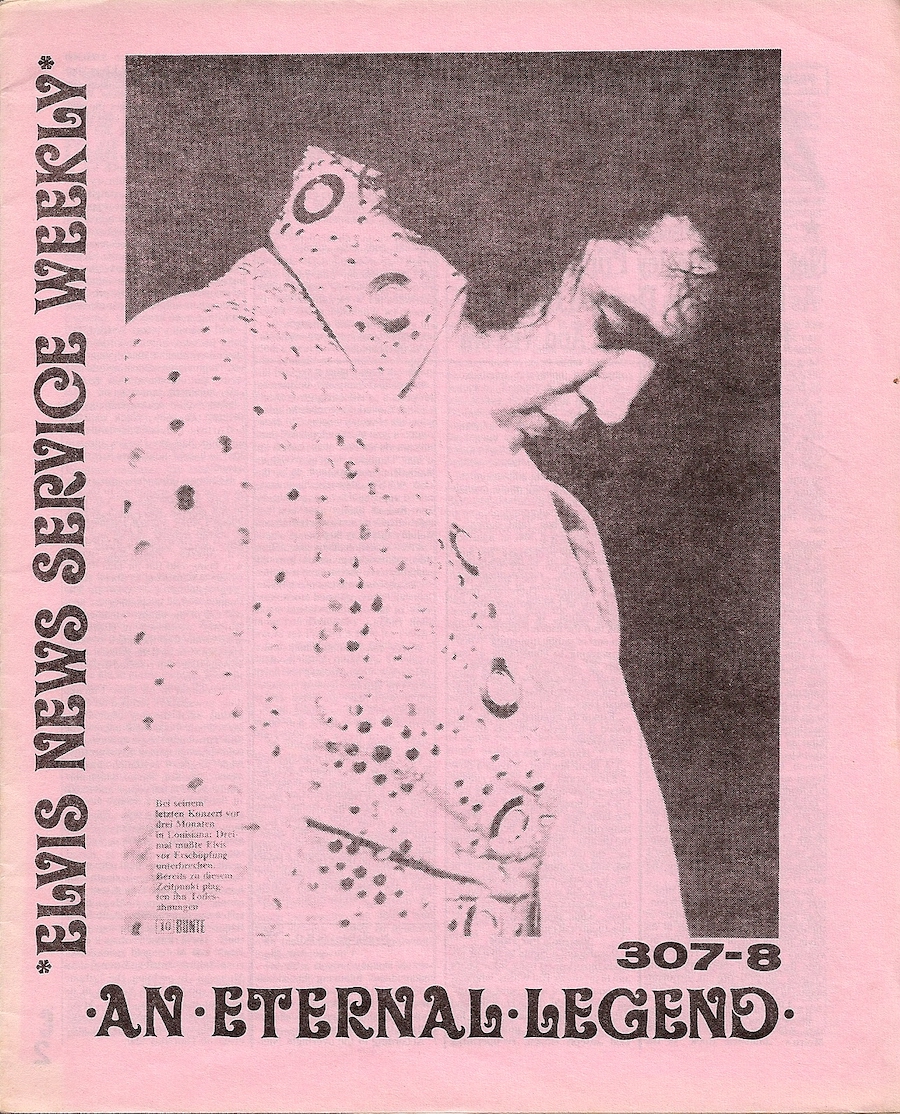 *ELVIS NEWS SERVICE WEEKLY*
Bei seinem
letzten Konzert vor
drei Monaten
in Louisiana: Drei-
mal mußte Elvis
vor Erschöpfung
unterbrechen.
Bereits zu diesem
Zeitpunkt plag-
ten ihn Todes-
ahnungen
10 BUNTE
307-8
·AN·ETERNAL·LEGEND·